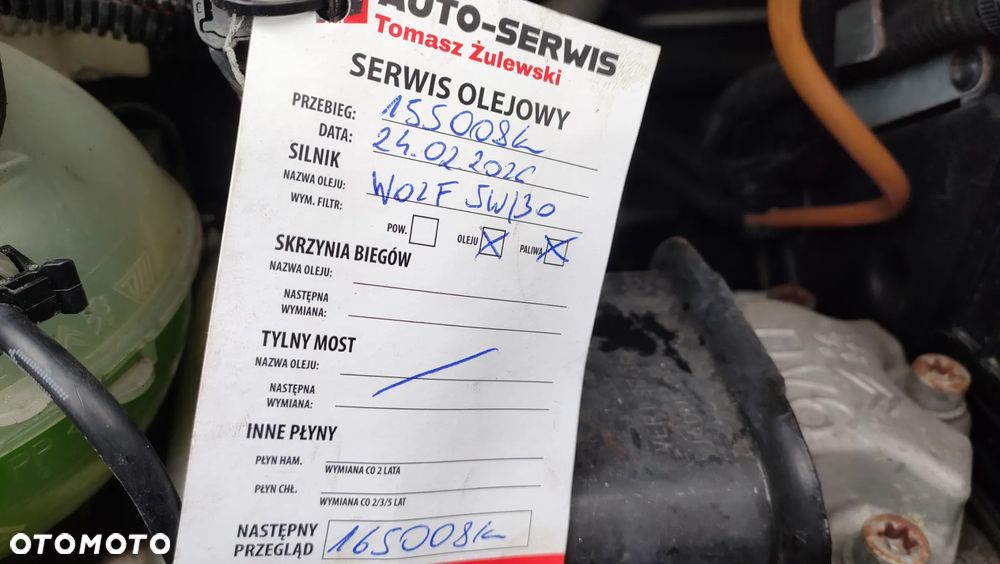 AUTO-SERWIS
Tomasz Żulewski
SERWIS OLEJOWY
PRZEBIEG: 155008k
DATA: 24.02.2026
SILNIK
NAZWA OLEJU: WOLF 5W/30
WYM. FILTR:
POW. OLEJU PALIWA
SKRZYNIA BIEGÓW
NAZWA OLEJU:
NASTĘPNA
WYMIANA:
TYLNY MOST
NAZWA OLEJU:
NASTĘPNA
WYMIANA:
INNE PŁYNY
PŁYN HAM.
WYMIANA CO 2 LATA
PŁYN CHŁ.
WYMIANA CO 2/3/5 LAT
NASTĘPNY
PRZEGLĄD 165008k
OTOMOTO